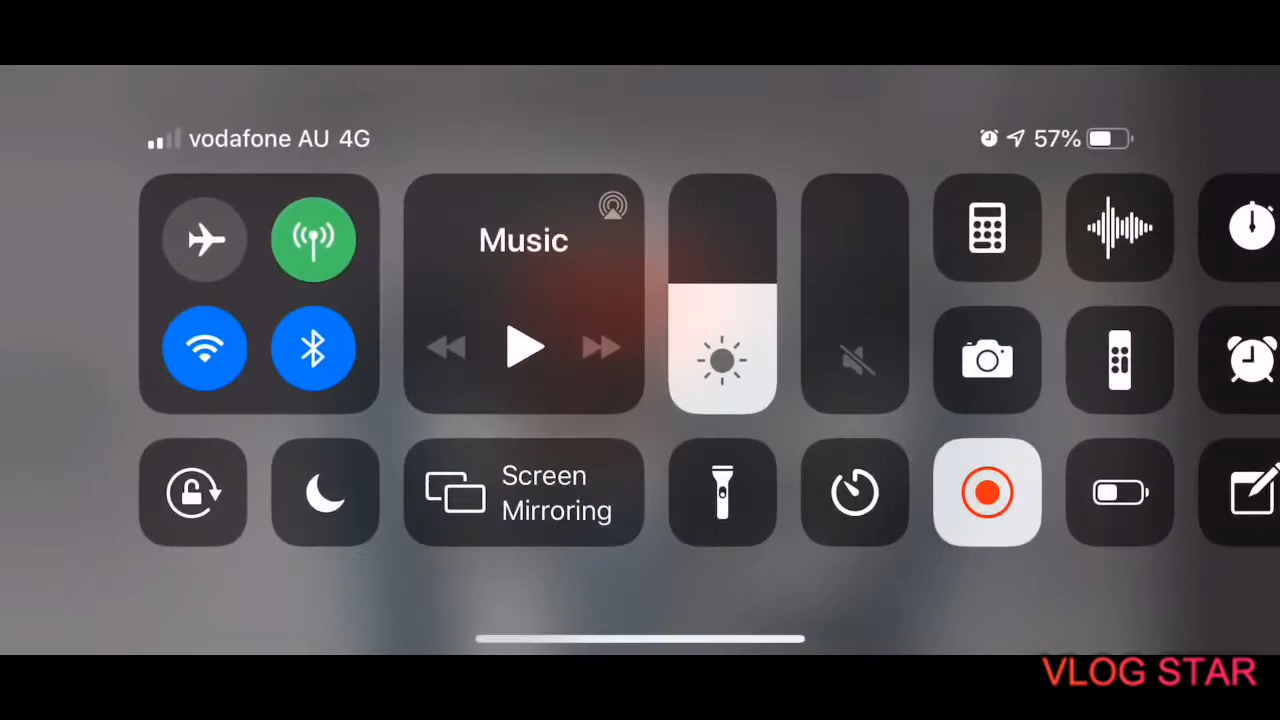 vodafone AU 4G
57%
Music
Screen
Mirroring
VLOG STAR